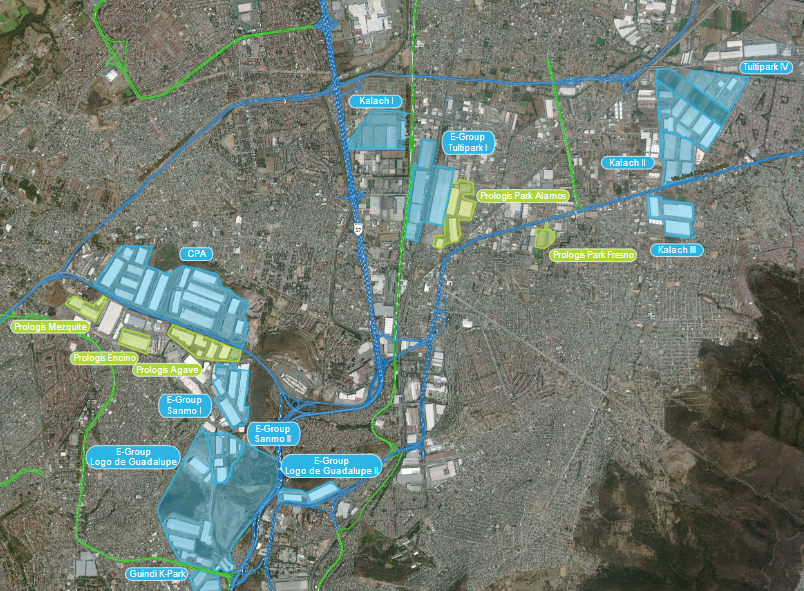 Tultipark IV
Kalach I
E-Group
Tultipark I
Kalach II
Prologis Park Alamos
57
Kalach III
CPA
Prologis Park Fresno
Prologis Mezquite
Prologis Encino
Prologis Agave
E-Group
Sanmo I
E-Group
Sanmo II
E-Group
Logo de Guadalupe
E-Group
Logo de Guadalupe II
Guindi K-Park